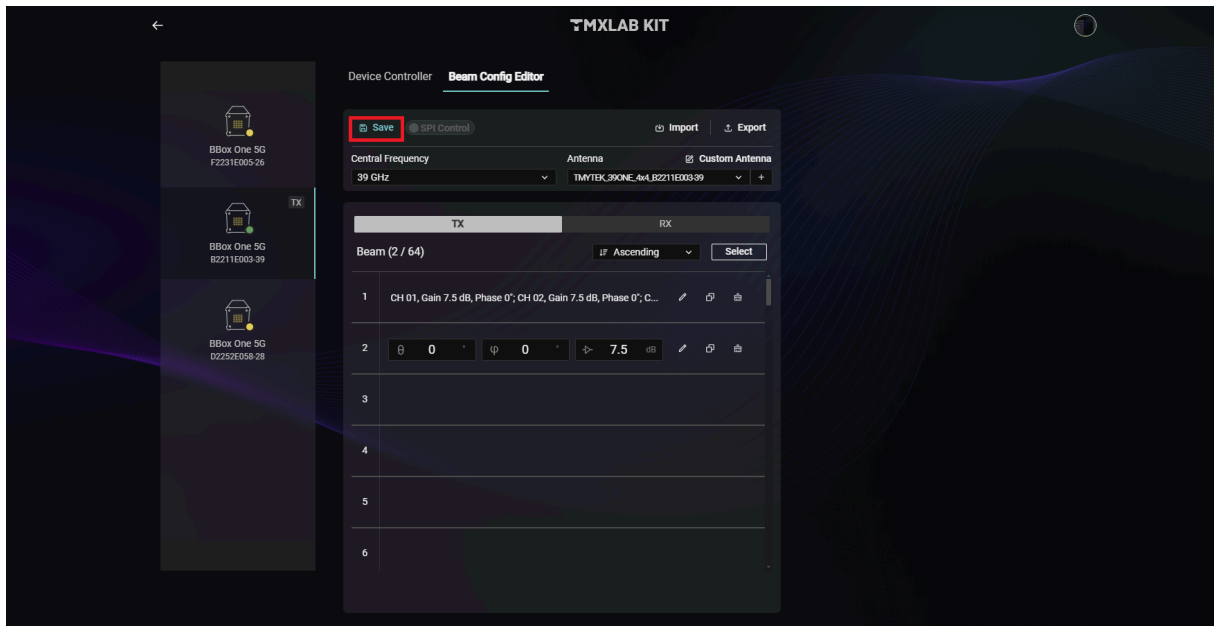 TMXLAB KIT
Device Controller Beam Config Editor
Save SPI Control Import Export
Central Frequency Antenna Custom Antenna
39 GHz TMYTEK_39ONE_4x4_B2211E003-39 +
BBox One 5G
F2231E005-26
TX
BBox One 5G
B2211E003-39
BBox One 5G
D2252E058-28
TX RX
Beam (2 / 64) Ascending Select
1 CH 01, Gain 7.5 dB, Phase 0°; CH 02, Gain 7.5 dB, Phase 0°; C...
2 θ 0 ° φ 0 ° 7.5 dB
3
4
5
6